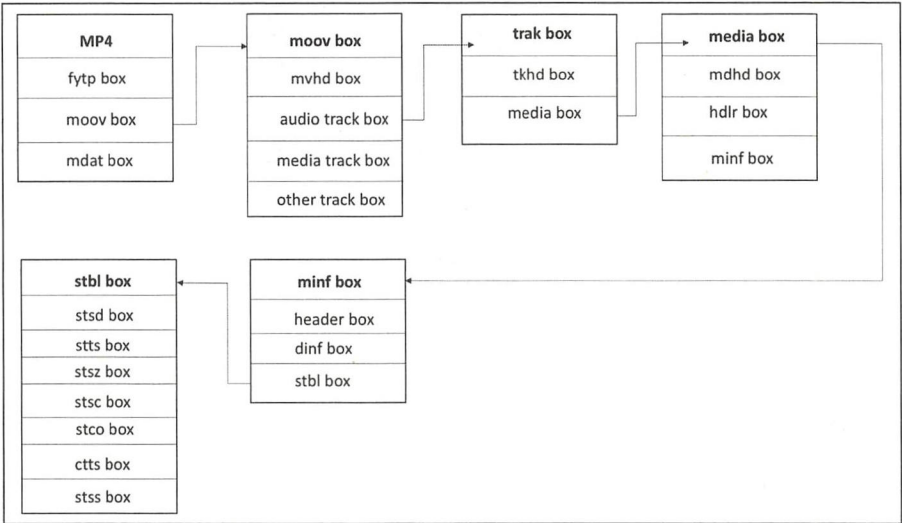 MP4
fytp box
moov box
mdat box
moov box
mvhd box
audio track box
media track box
other track box
trak box
tkhd box
media box
media box
mdhd box
hdlr box
minf box
stbl box
stsd box
stts box
stsz box
stsc box
stco box
ctts box
stss box
minf box
header box
dinf box
stbl box